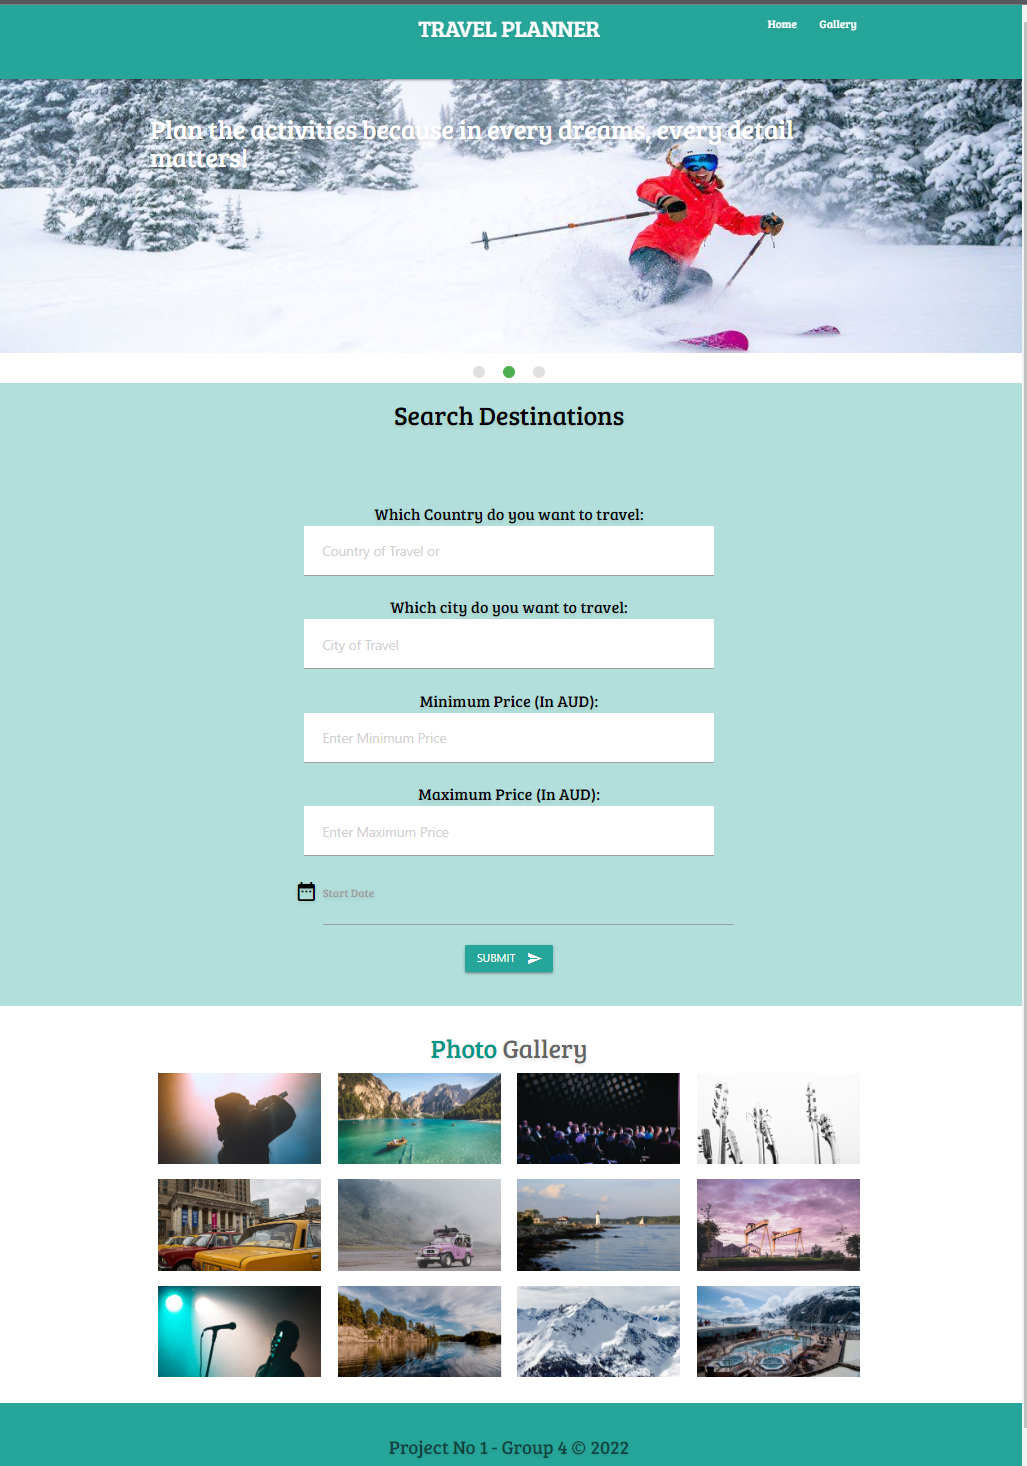 TRAVEL PLANNER
Home
Gallery
Plan the activities because in every dreams, every detail
matters!
Search Destinations
Which Country do you want to travel:
Country of Travel or
Which city do you want to travel:
City of Travel
Minimum Price (In AUD):
Enter Minimum Price
Maximum Price (In AUD):
Enter Maximum Price
Start Date
SUBMIT
Photo Gallery
Project No 1 - Group 4 © 2022